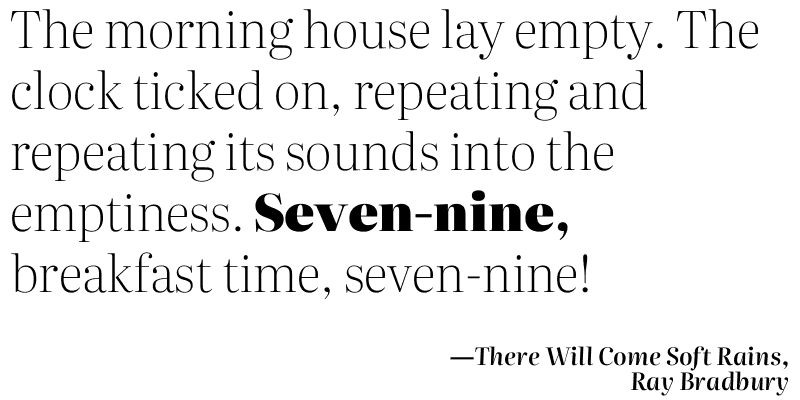 The morning house lay empty. The
clock ticked on, repeating and
repeating its sounds into the
emptiness. Seven-nine,
breakfast time, seven-nine!
—There Will Come Soft Rains,
Ray Bradbury